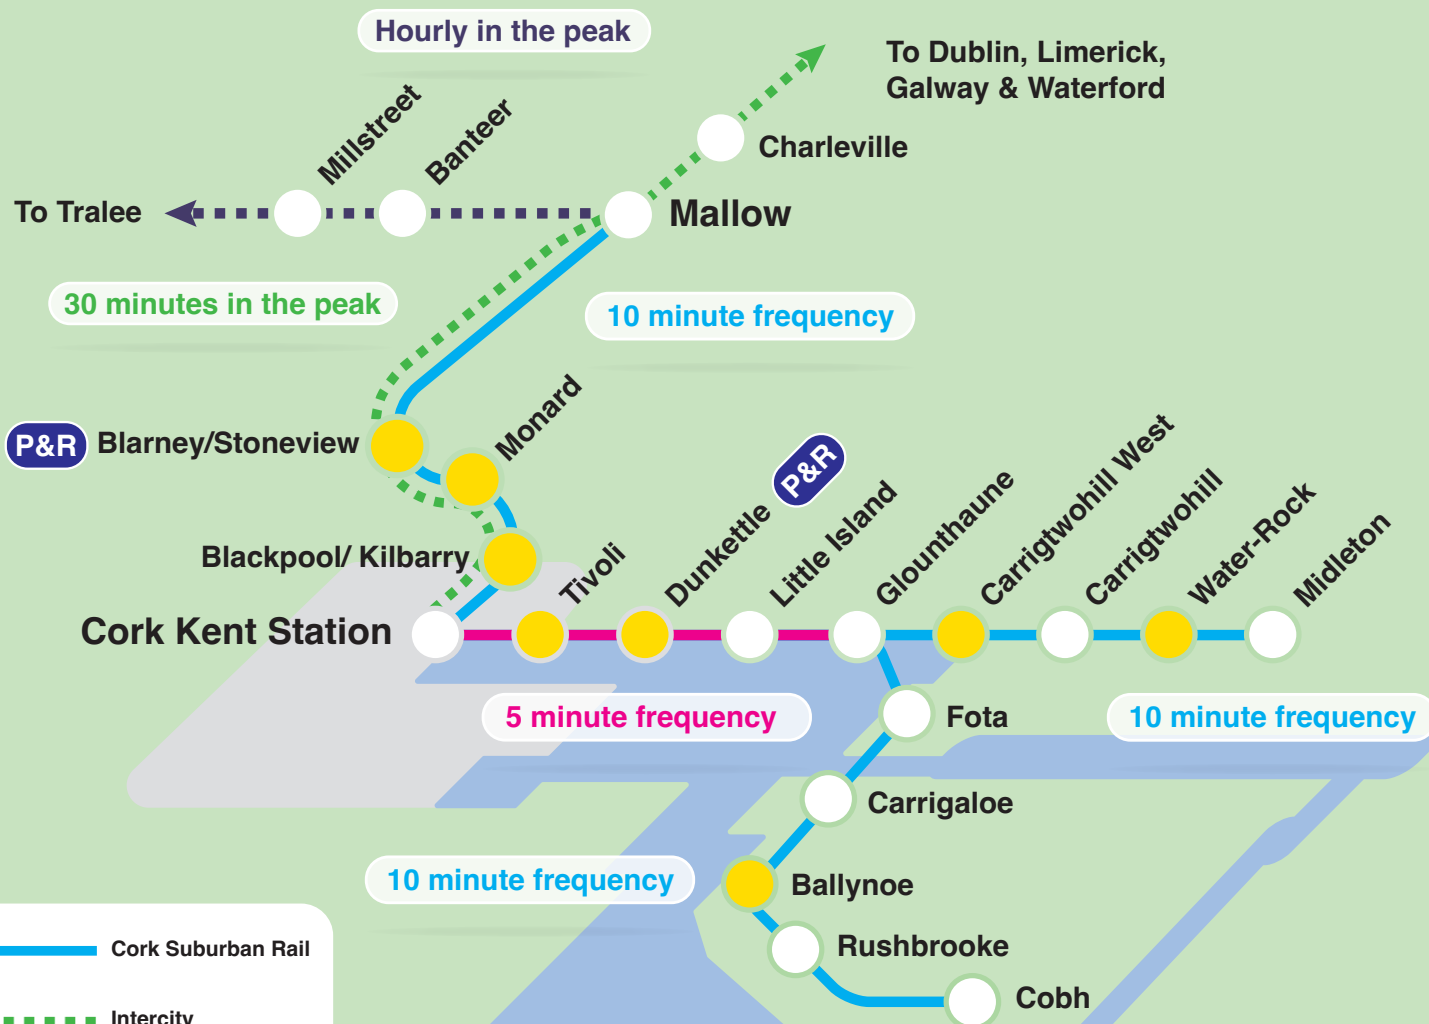 Hourly in the peak
To Dublin, Limerick,
Galway & Waterford
Millstreet
Banteer
Charleville
To Tralee
Mallow
30 minutes in the peak
10 minute frequency
P&R
Blarney/Stoneview
Monard
Blackpool/ Kilbarry
Cork Kent Station
Tivoli
Dunkettle
P&R
Little Island
Glounthaune
Carrigtwohill West
Carrigtwohill
Water-Rock
Midleton
5 minute frequency
Fota
10 minute frequency
Carrigaloe
10 minute frequency
Ballynoe
Rushbrooke
Cobh
Cork Suburban Rail
Intercity